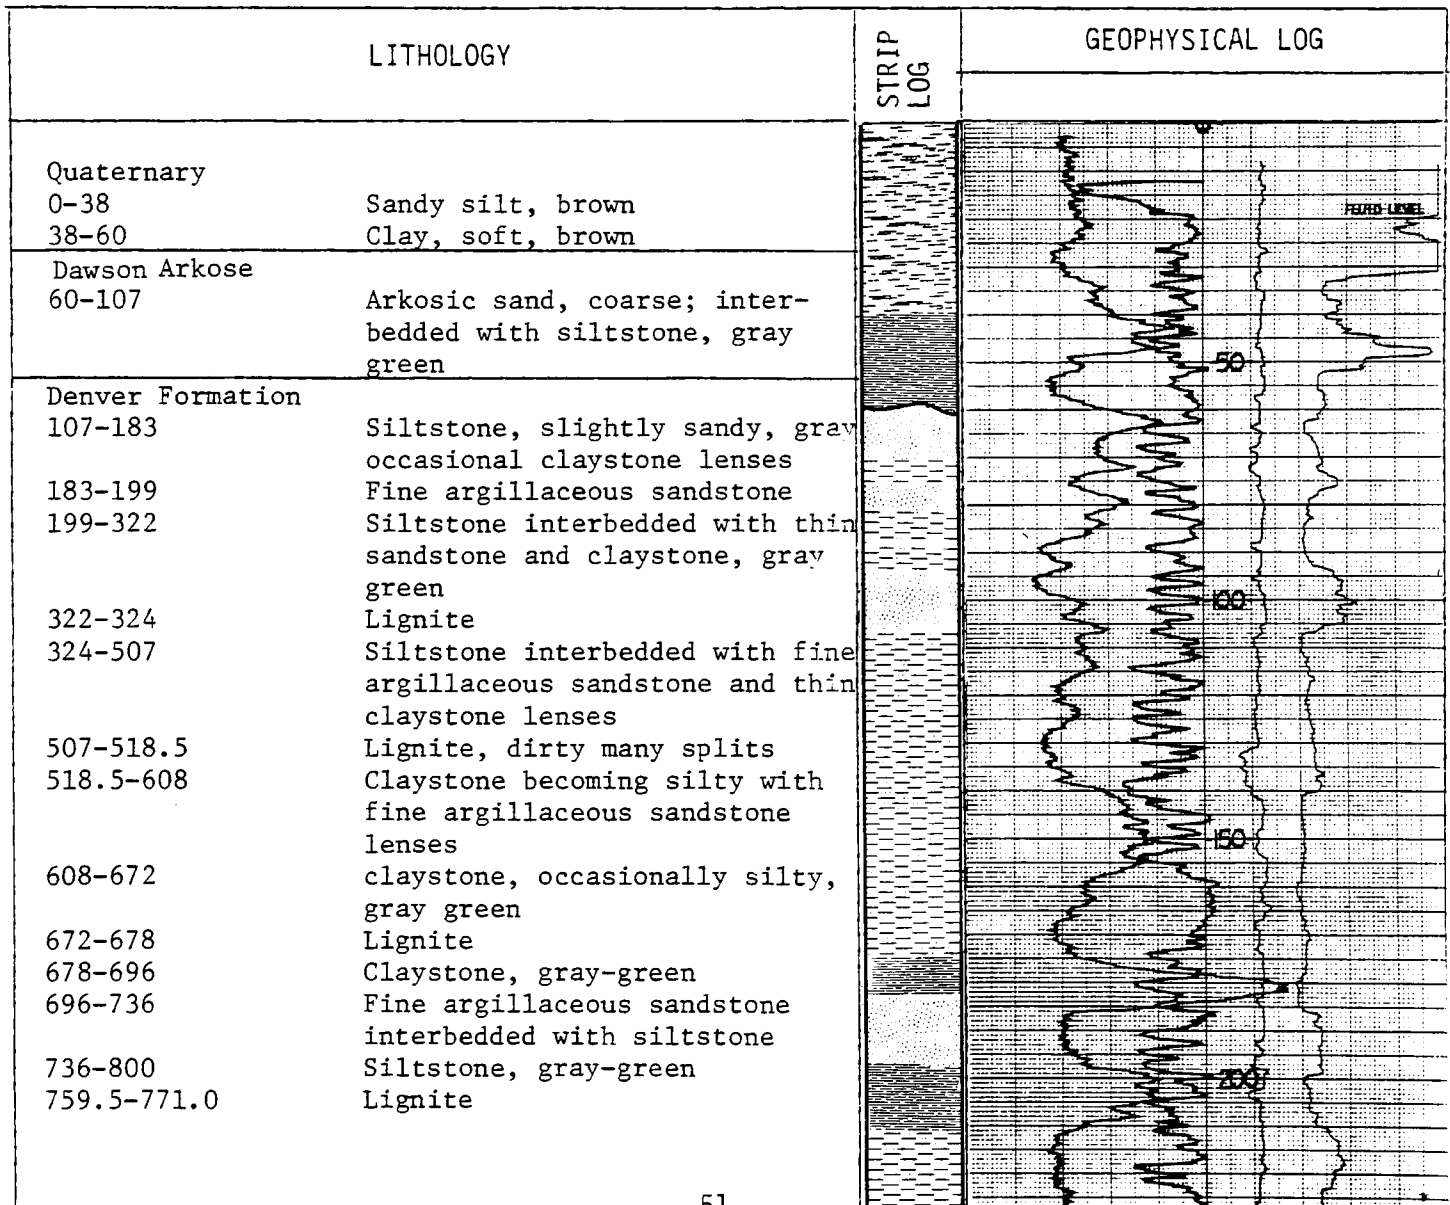 LITHOLOGY
STRIP LOG
GEOPHYSICAL LOG
Quaternary
0-38 Sandy silt, brown
38-60 Clay, soft, brown
Dawson Arkose
60-107 Arkosic sand, coarse; inter-
bedded with siltstone, gray
green
Denver Formation
107-183 Siltstone, slightly sandy, gray
occasional claystone lenses
183-199 Fine argillaceous sandstone
199-322 Siltstone interbedded with thin
sandstone and claystone, gray
green
322-324 Lignite
324-507 Siltstone interbedded with fine
argillaceous sandstone and thin
claystone lenses
507-518.5 Lignite, dirty many splits
518.5-608 Claystone becoming silty with
fine argillaceous sandstone
lenses
608-672 claystone, occasionally silty,
gray green
672-678 Lignite
678-696 Claystone, gray-green
696-736 Fine argillaceous sandstone
interbedded with siltstone
736-800 Siltstone, gray-green
759.5-771.0 Lignite
FLUID LEVEL
50
100
150
200
51